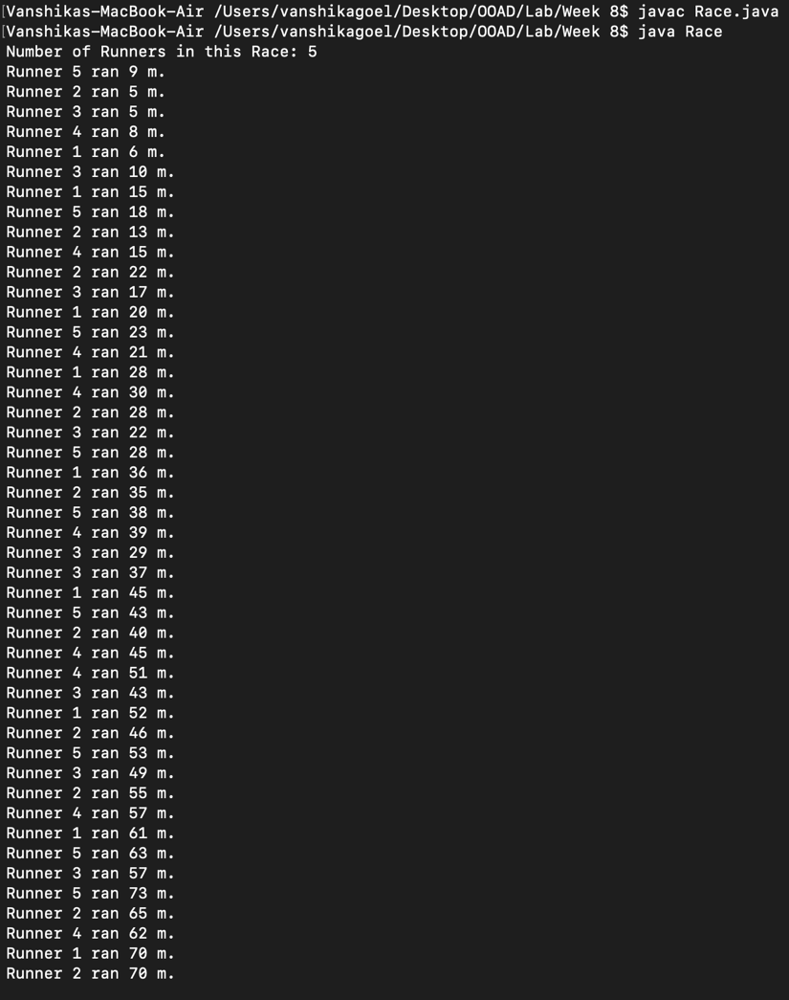 [Vanshikas-MacBook-Air /Users/vanshikagoel/Desktop/OOAD/Lab/Week 8$ javac Race.java
[Vanshikas-MacBook-Air /Users/vanshikagoel/Desktop/OOAD/Lab/Week 8$ java Race
Number of Runners in this Race: 5
Runner 5 ran 9 m.
Runner 2 ran 5 m.
Runner 3 ran 5 m.
Runner 4 ran 8 m.
Runner 1 ran 6 m.
Runner 3 ran 10 m.
Runner 1 ran 15 m.
Runner 5 ran 18 m.
Runner 2 ran 13 m.
Runner 4 ran 15 m.
Runner 2 ran 22 m.
Runner 3 ran 17 m.
Runner 1 ran 20 m.
Runner 5 ran 23 m.
Runner 4 ran 21 m.
Runner 1 ran 28 m.
Runner 4 ran 30 m.
Runner 2 ran 28 m.
Runner 3 ran 22 m.
Runner 5 ran 28 m.
Runner 1 ran 36 m.
Runner 2 ran 35 m.
Runner 5 ran 38 m.
Runner 4 ran 39 m.
Runner 3 ran 29 m.
Runner 3 ran 37 m.
Runner 1 ran 45 m.
Runner 5 ran 43 m.
Runner 2 ran 40 m.
Runner 4 ran 45 m.
Runner 4 ran 51 m.
Runner 3 ran 43 m.
Runner 1 ran 52 m.
Runner 2 ran 46 m.
Runner 5 ran 53 m.
Runner 3 ran 49 m.
Runner 2 ran 55 m.
Runner 4 ran 57 m.
Runner 1 ran 61 m.
Runner 5 ran 63 m.
Runner 3 ran 57 m.
Runner 5 ran 73 m.
Runner 2 ran 65 m.
Runner 4 ran 62 m.
Runner 1 ran 70 m.
Runner 2 ran 70 m.